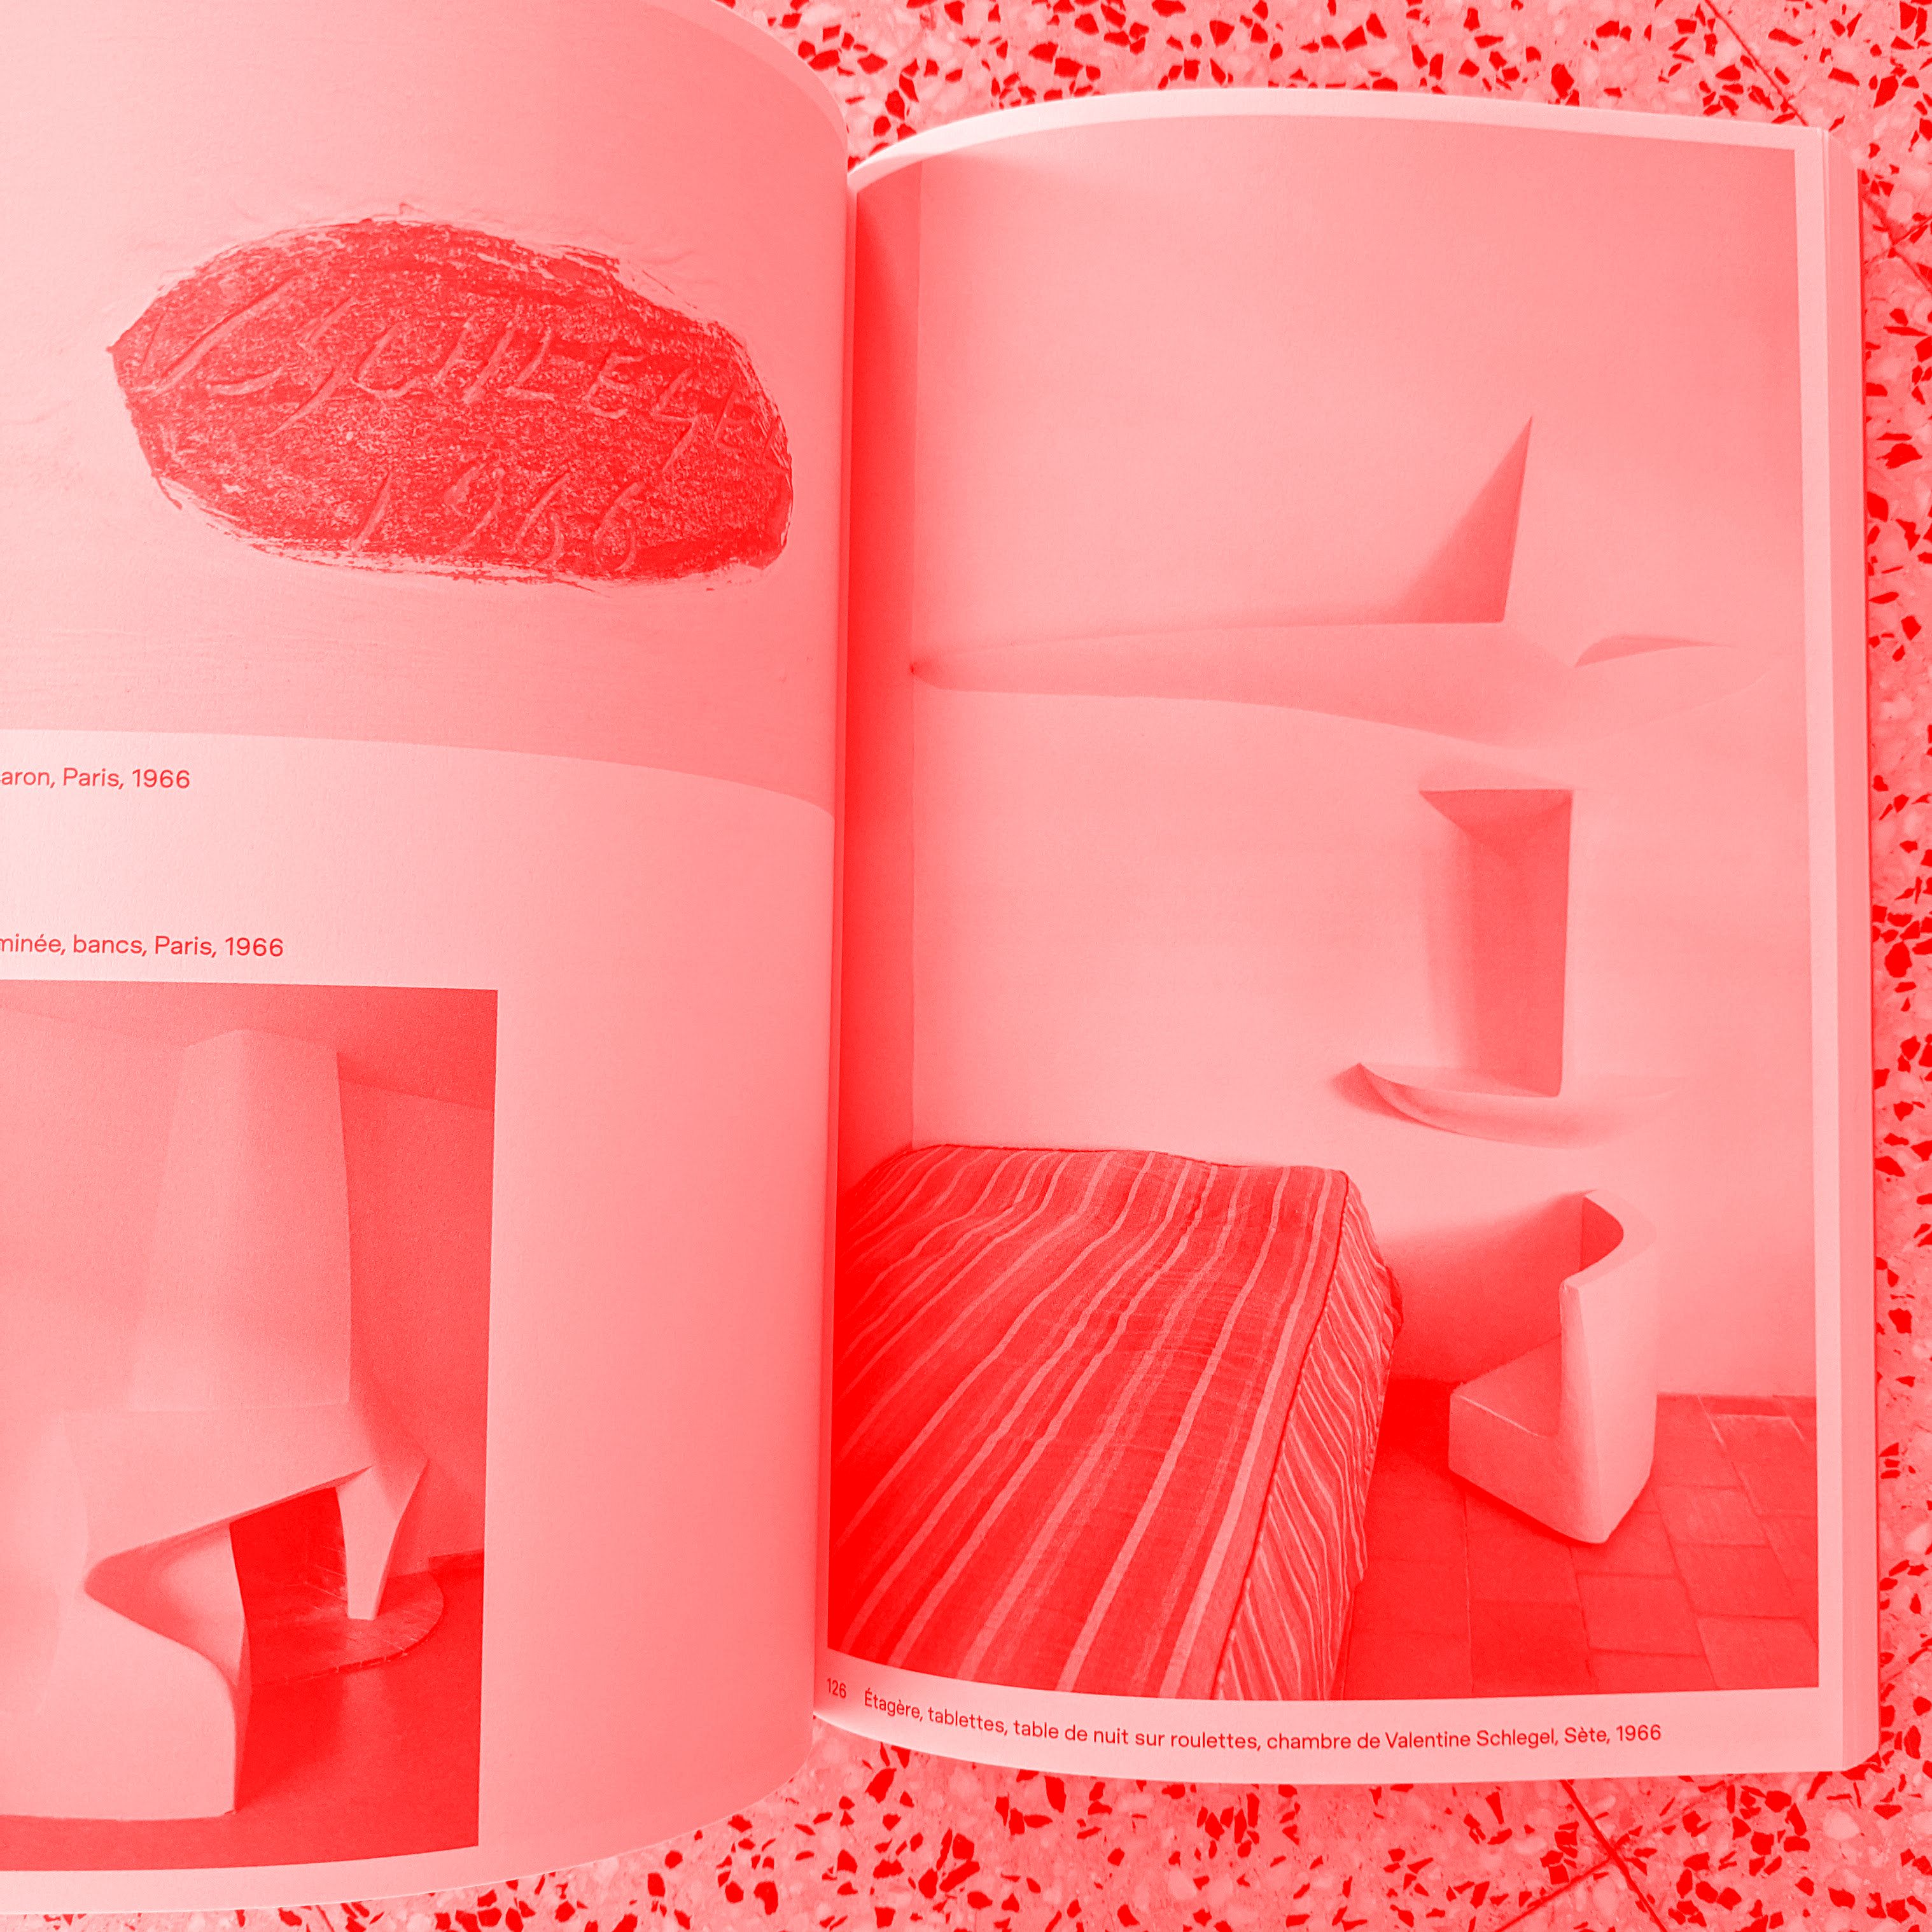 V SCHLEGE
1966
aron, Paris, 1966
minée, bancs, Paris, 1966
126 Étagère, tablettes, table de nuit sur roulettes, chambre de Valentine Schlegel, Sète, 1966